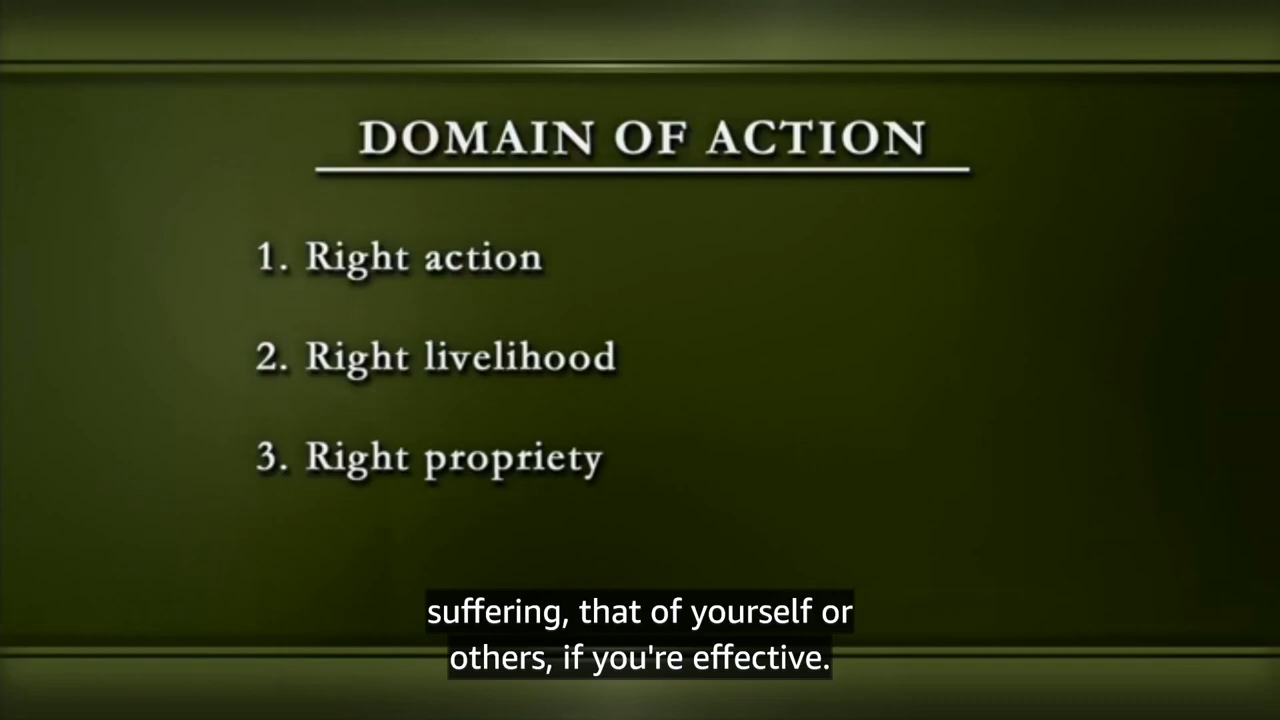 DOMAIN OF ACTION
1. Right action
2. Right livelihood
3. Right propriety
suffering, that of yourself or
others, if you're effective.